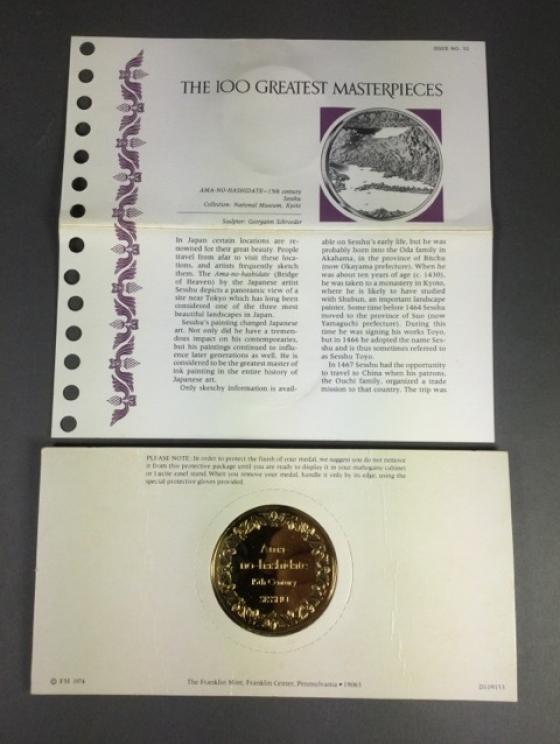 ISSUE NO. 52
THE 100 GREATEST MASTERPIECES
AMA-NO-HASHIDATE—15th century
Sesshu
Collection: National Museum, Kyoto
Sculptor: Georgann Schroeder
In Japan certain locations are re-
nowned for their great beauty. People
travel from afar to visit these loca-
tions, and artists frequently sketch
them. The Ama-no-hashidate (Bridge
of Heaven) by the Japanese artist
Sesshu depicts a panoramic view of a
site near Tokyo which has long been
considered one of the three most
beautiful landscapes in Japan.
Sesshu's painting changed Japanese
art. Not only did he have a tremen-
dous impact on his contemporaries,
but his paintings continued to influ-
ence later generations as well. He is
considered to be the greatest master of
ink painting in the entire history of
Japanese art.
Only sketchy information is avail-
able on Sesshu's early life, but he was
probably born into the Oda family in
Akahama, in the province of Bitchu
(now Okayama prefecture). When he
was about ten years of age (c. 1430),
he was taken to a monastery in Kyoto,
where he is likely to have studied
with Shubun, an important landscape
painter. Some time before 1464 Sesshu
moved to the province of Suo (now
Yamaguchi prefecture). During this
time he was signing his works Toyo,
but in 1466 he adopted the name Ses-
shu and is thus sometimes referred to
as Sesshu Toyo.
In 1467 Sesshu had the opportunity
to travel to China when his patrons,
the Ouchi family, organized a trade
mission to that country. The trip was
PLEASE NOTE: In order to protect the finish of your medal, we suggest you do not remove
it from this protective package until you are ready to display it in your mahogany cabinet
or Lucite easel stand. When you remove your medal, handle it only by its edge, using the
special protective gloves provided.
Ama-
no-hashidate
15th Century
SESSHU
© FM 1974
The Franklin Mint, Franklin Center, Pennsylvania • 19063